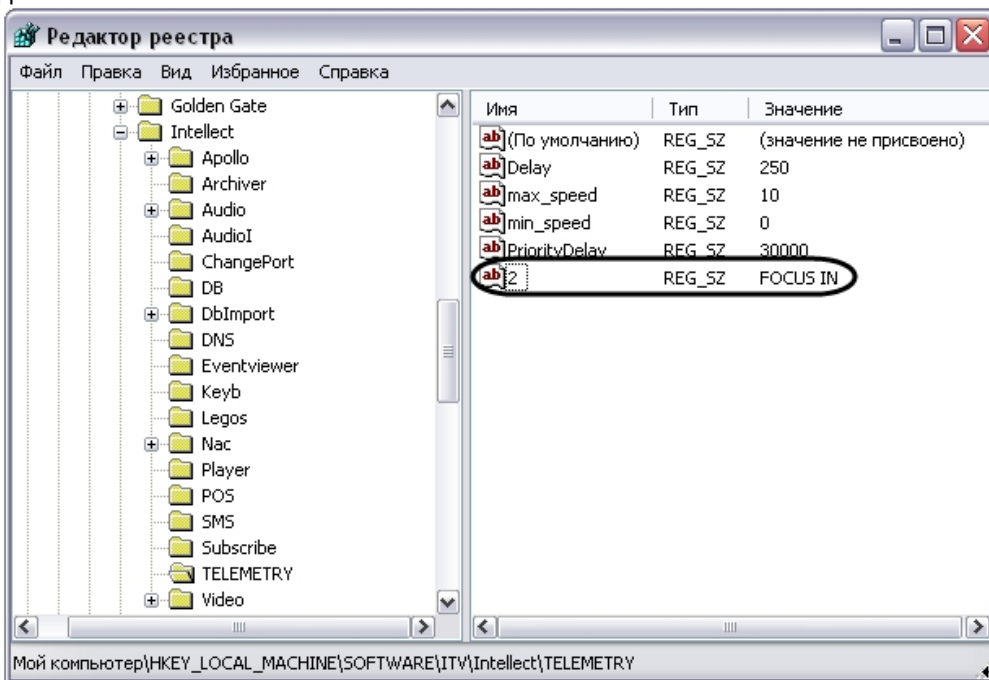 Редактор реестра
Файл Правка Вид Избранное Справка
Golden Gate
Intellect
Apollo
Archiver
Audio
AudioI
ChangePort
DB
DbImport
DNS
Eventviewer
Keyb
Legos
Nac
Player
POS
SMS
Subscribe
TELEMETRY
Video
Имя Тип Значение
(По умолчанию) REG_SZ (значение не присвоено)
Delay REG_SZ 250
max_speed REG_SZ 10
min_speed REG_SZ 0
PriorityDelay REG_SZ 30000
2 REG_SZ FOCUS IN
Мой компьютер\HKEY_LOCAL_MACHINE\SOFTWARE\ITV\Intellect\TELEMETRY